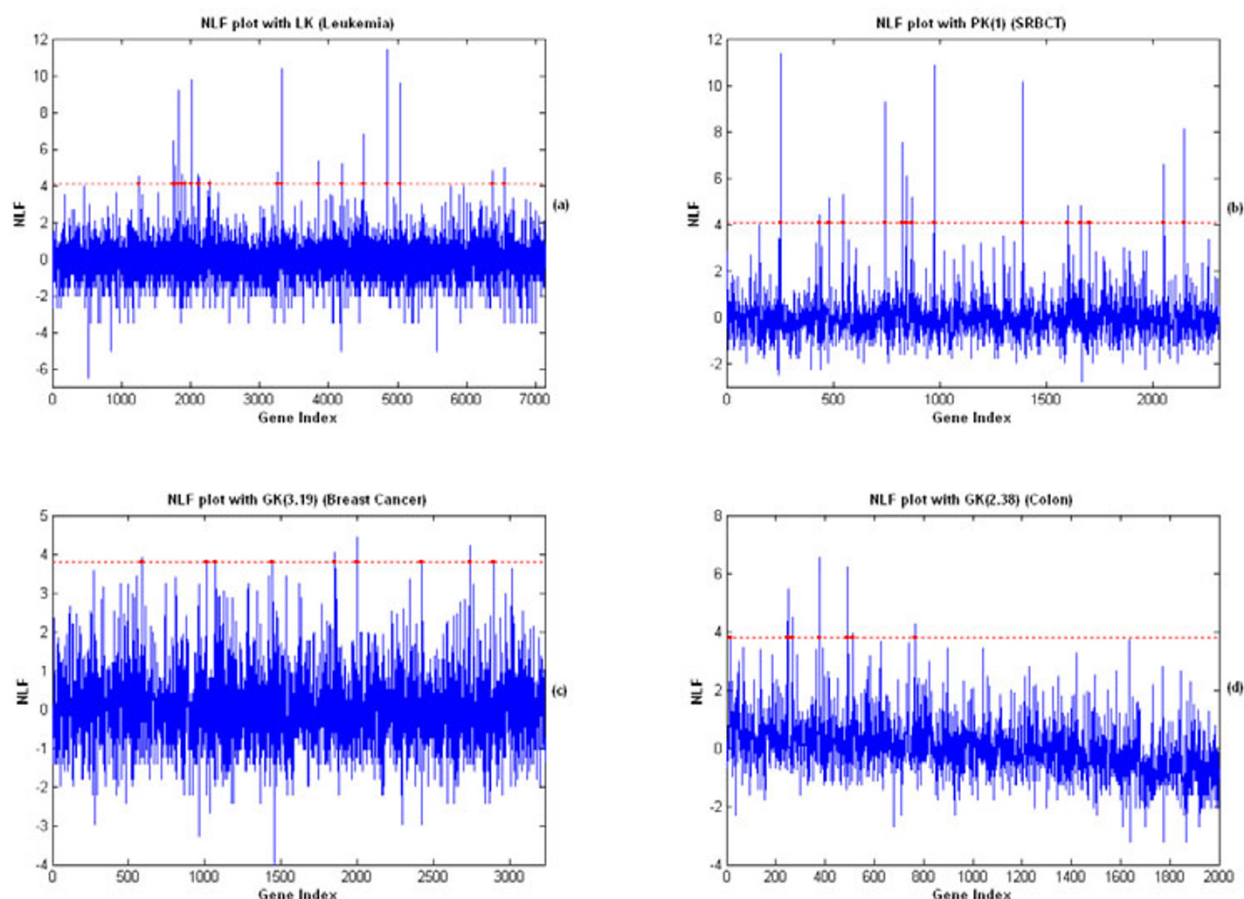 NLF plot with LK (Leukemia)
12
10
8
6
4
2
0
-2
-4
-6
NLF
0 1000 2000 3000 4000 5000 6000 7000
Gene Index
(a)
NLF plot with PK(1) (SRBCT)
12
10
8
6
4
2
0
-2
NLF
0 500 1000 1500 2000
Gene Index
(b)
NLF plot with GK(3.19) (Breast Cancer)
5
4
3
2
1
0
-1
-2
-3
-4
NLF
0 500 1000 1500 2000 2500 3000
Gene Index
(c)
NLF plot with GK(2.38) (Colon)
8
6
4
2
0
-2
-4
NLF
0 200 400 600 800 1000 1200 1400 1600 1800 2000
Gene Index
(d)